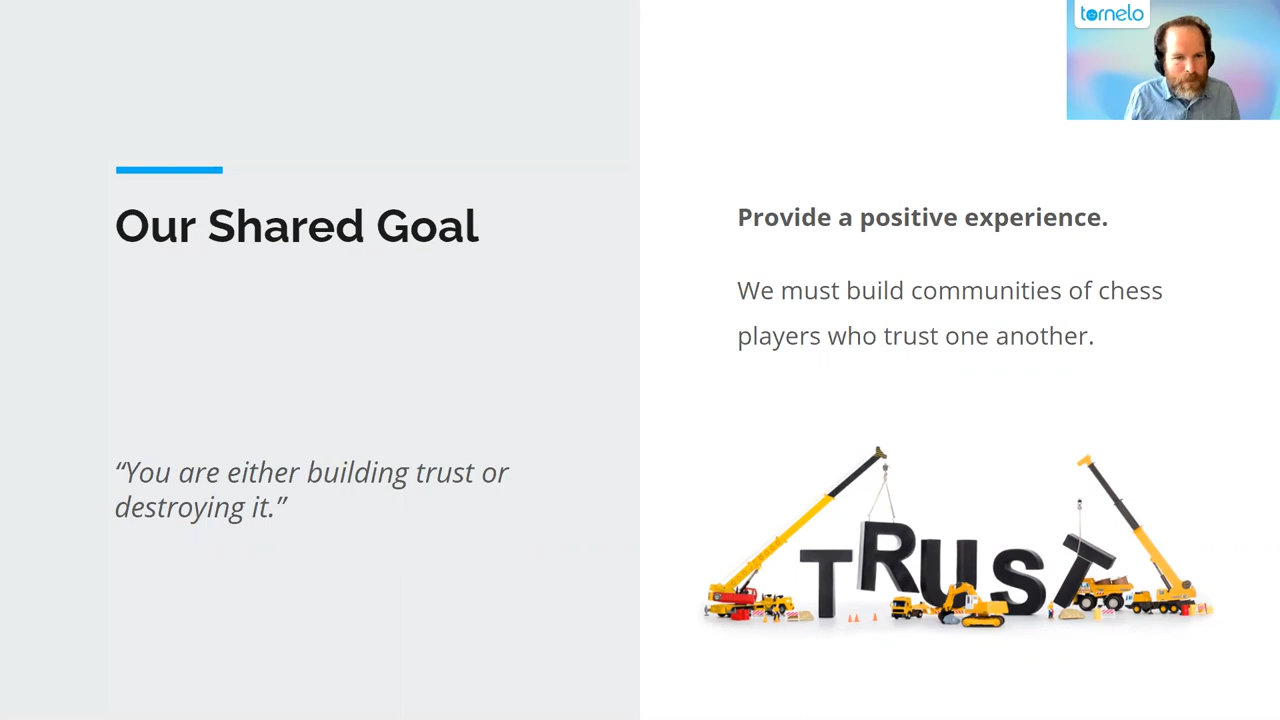 tornelo
Our Shared Goal
“You are either building trust or
destroying it.”
Provide a positive experience.
We must build communities of chess
players who trust one another.
TRUST